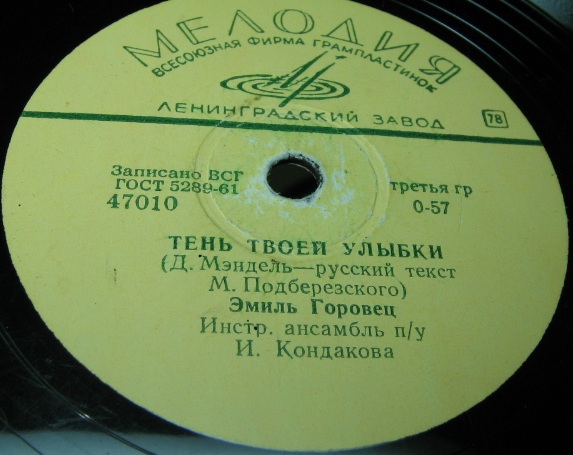 МЕЛОДИЯ
ВСЕСОЮЗНАЯ ФИРМА ГРАМПЛАСТИНОК
ЛЕНИНГРАДСКИЙ ЗАВОД
78
Записано ВСГ
ГОСТ 5289-61
47010
третья гр
0-57
ТЕНЬ ТВОЕЙ УЛЫБКИ
(Д. Мэндель—русский текст
М. Подберезского)
Эмиль Горовец
Инстр. ансамбль п/у
И. Кондакова